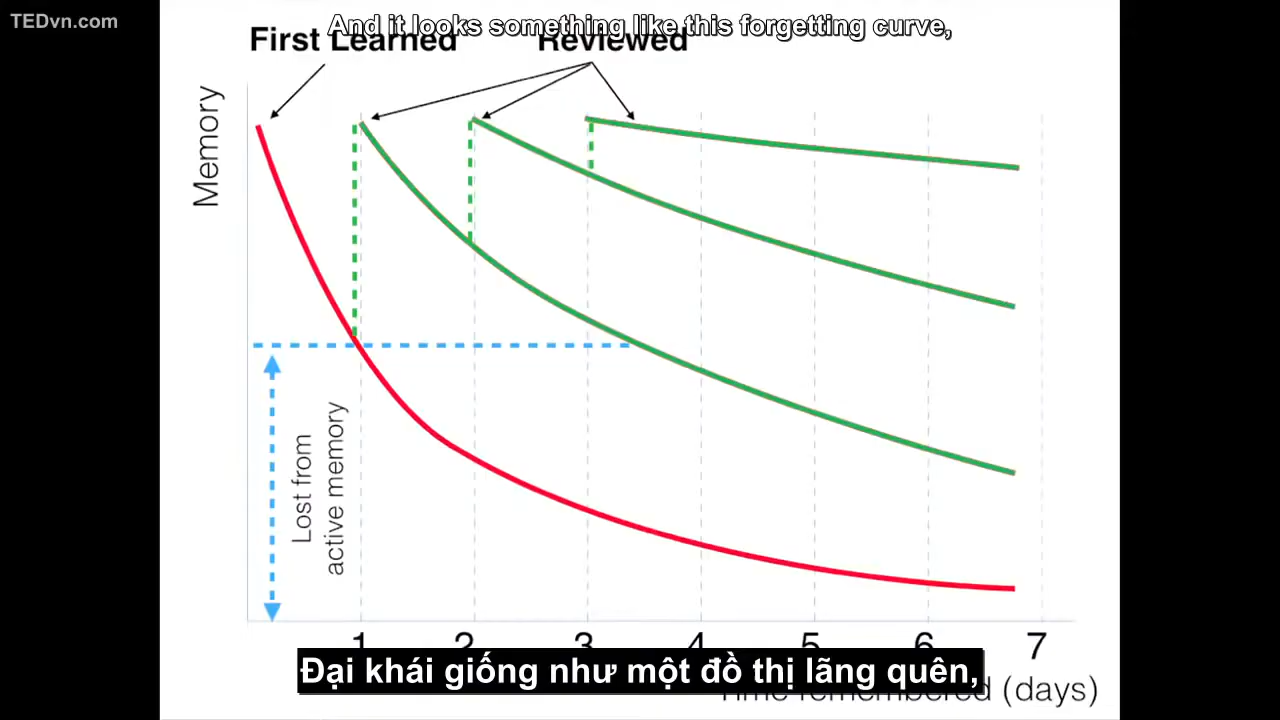 TEDvn.com
And it looks something like this forgetting curve,
First Learned
Reviewed
Memory
Lost from
active memory
1 2 3 4 5 6 7
Đại khái giống như một đồ thị lãng quên,
(days)